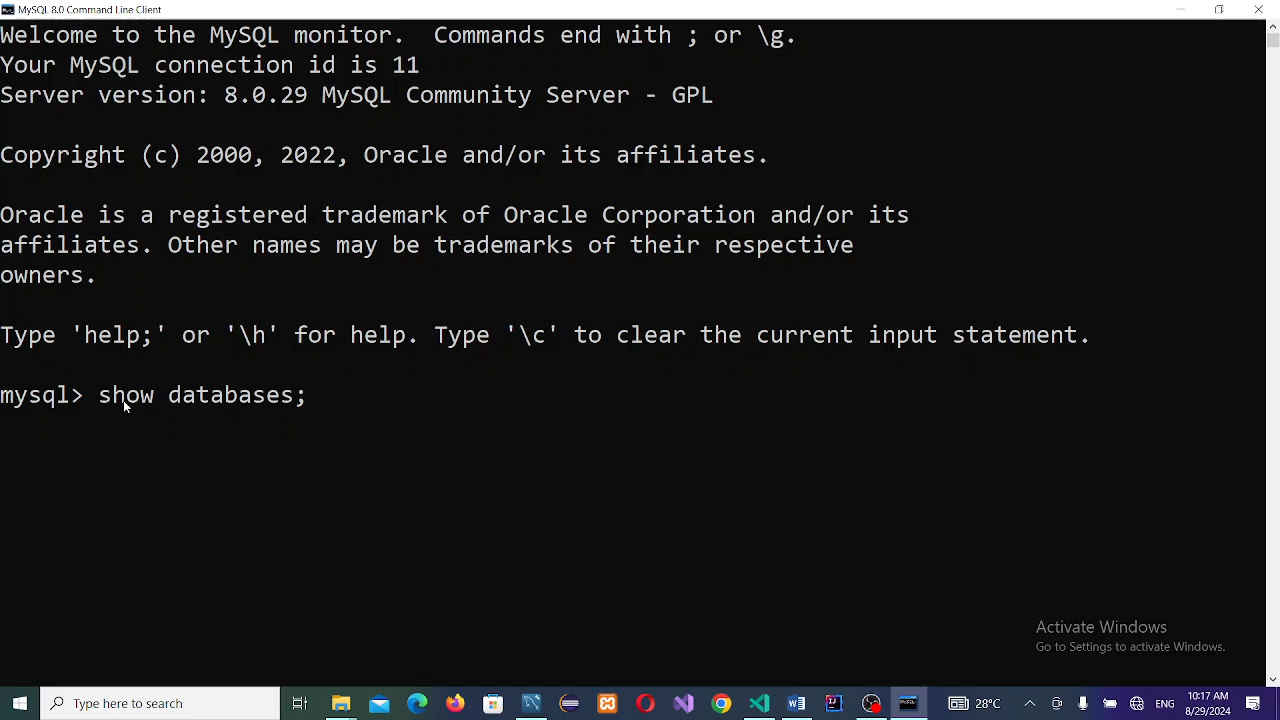 MySQL 8.0 Command Line Client
Welcome to the MySQL monitor.  Commands end with ; or \g.
Your MySQL connection id is 11
Server version: 8.0.29 MySQL Community Server - GPL
Copyright (c) 2000, 2022, Oracle and/or its affiliates.
Oracle is a registered trademark of Oracle Corporation and/or its
affiliates. Other names may be trademarks of their respective
owners.
Type 'help;' or '\h' for help. Type '\c' to clear the current input statement.
mysql> show databases;
Activate Windows
Go to Settings to activate Windows.
Type here to search
28°C
ENG
10:17 AM
8/29/2024